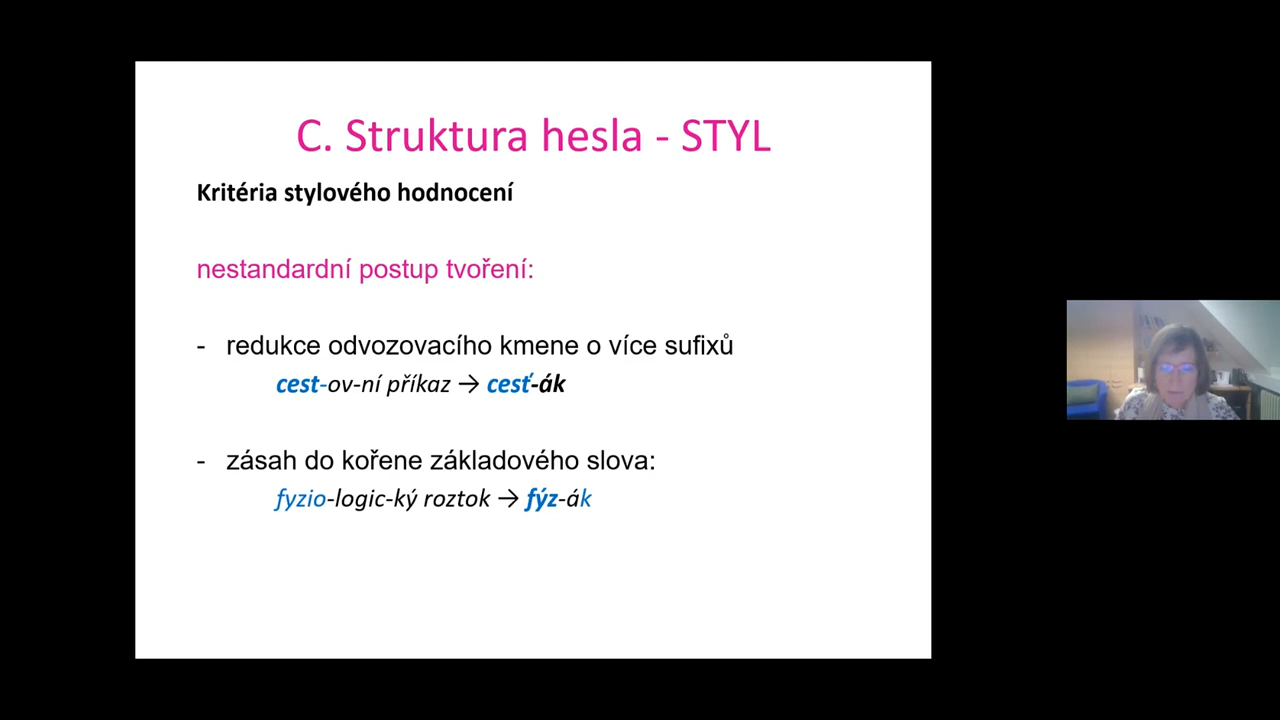 C. Struktura hesla - STYL
Kritéria stylového hodnocení
nestandardní postup tvoření:
- redukce odvozovacího kmene o více sufixů
cest-ov-ní příkaz → cesť-ák
- zásah do kořene základového slova:
fyzio-logic-ký roztok → fýz-ák